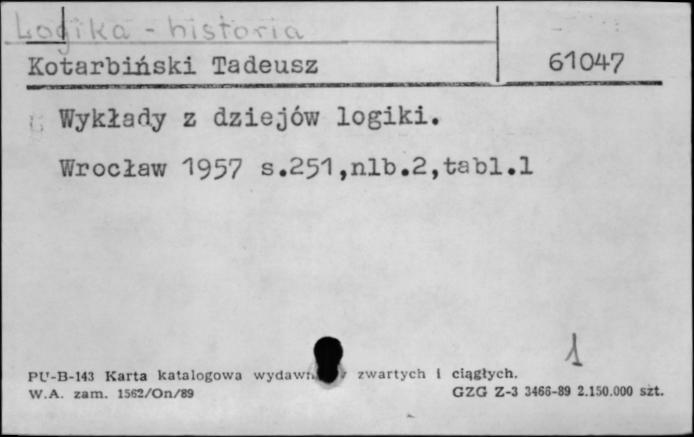 Logika - historia
Kotarbiński Tadeusz 61047
Wykłady z dziejów logiki.
Wrocław 1957 s.251,nlb.2,tabl.1
1
PU-B-143 Karta katalogowa zwartych i ciągłych.
W.A. zam. 1562/On/89 GZG Z-3 3466-89 2.150.000 szt.